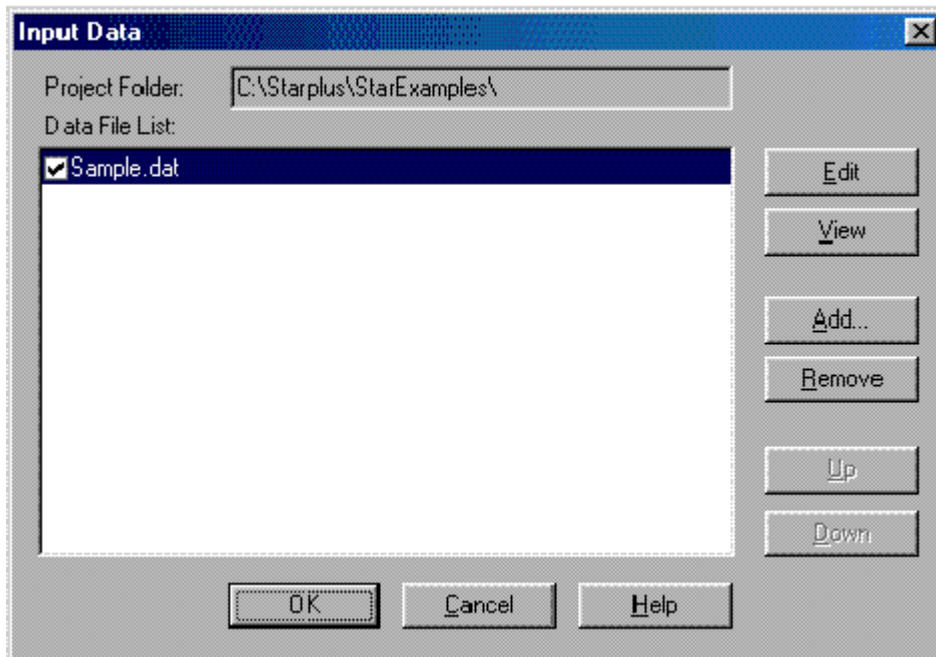 Input Data
Project Folder: C:\Starplus\StarExamples\
Data File List:
Sample.dat
Edit
View
Add...
Remove
Up
Down
OK Cancel Help